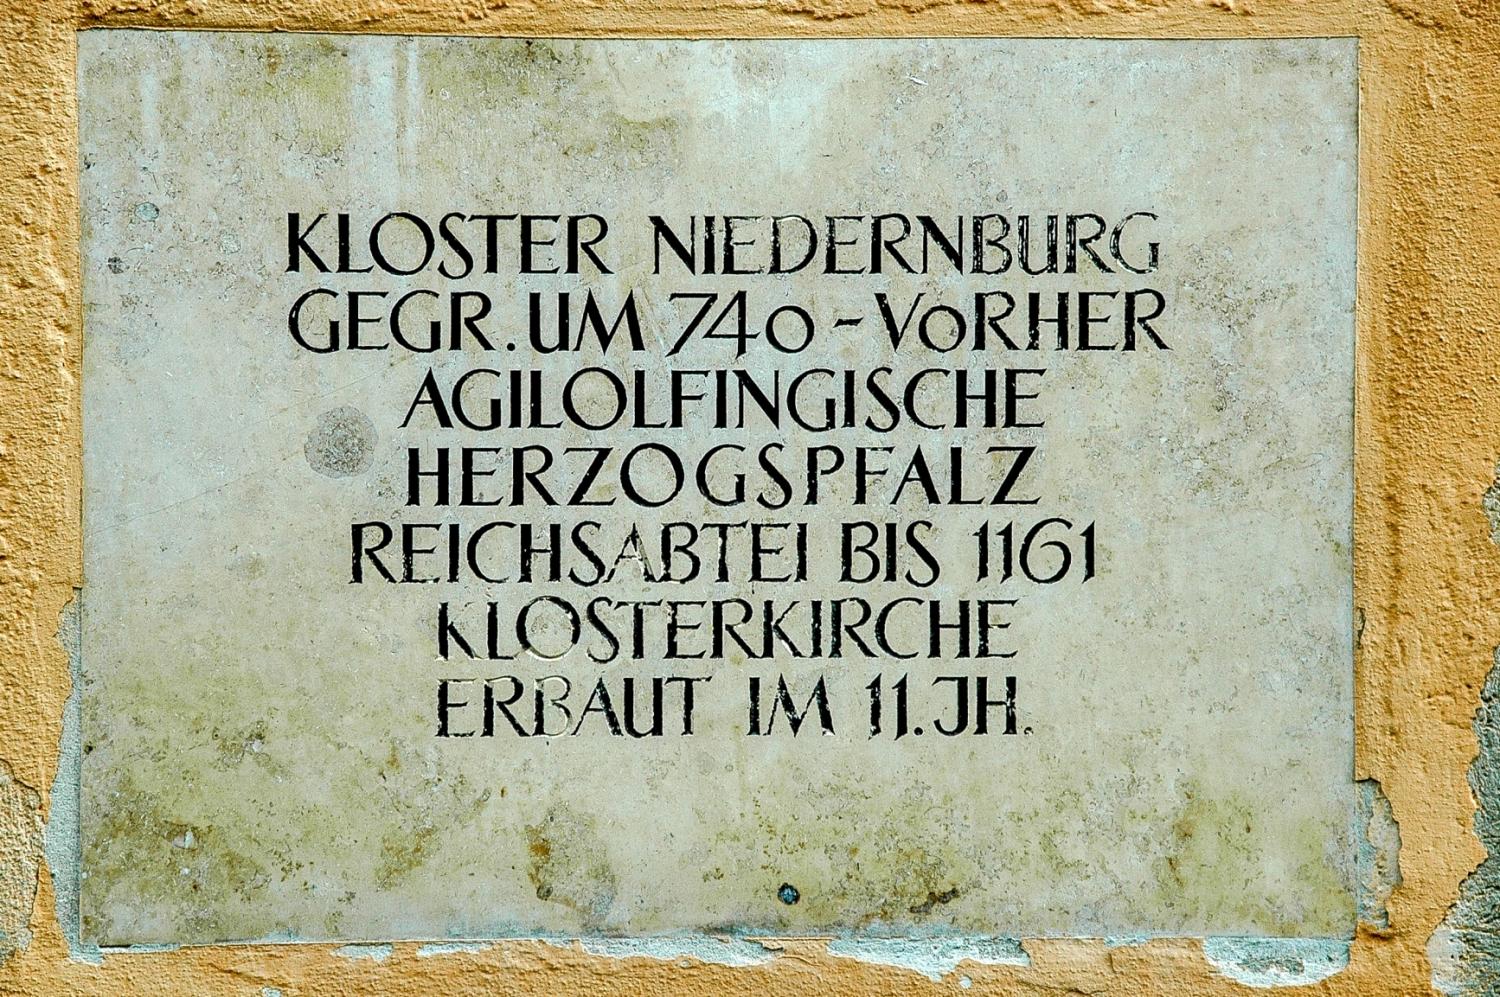 KLOSTER NIEDERNBURG
GEGR. UM 740 - VORHER
AGILOLFINGISCHE
HERZOGSPFALZ
REICHSABTEI BIS 1161
KLOSTERKIRCHE
ERBAUT IM 11. JH.